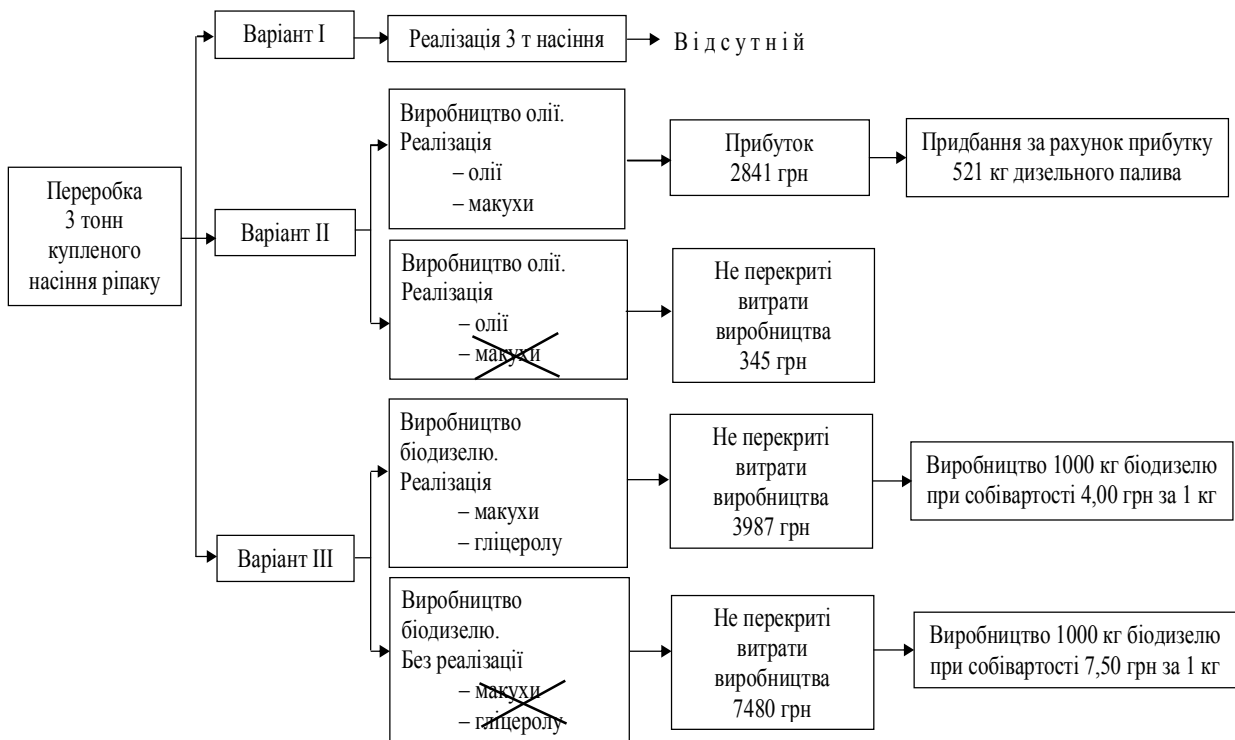 Переробка
3 тонн
купленого
насіння ріпаку
Варіант I
Реалізація 3 т насіння
Відсутній
Варіант II
Виробництво олії.
Реалізація
– олії
– макухи
Прибуток
2841 грн
Придбання за рахунок прибутку
521 кг дизельного палива
Виробництво олії.
Реалізація
– олії
– макухи
Не перекриті
витрати
виробництва
345 грн
Варіант III
Виробництво
біодизелю.
Реалізація
– макухи
– гліцеролу
Не перекриті
витрати
виробництва
3987 грн
Виробництво 1000 кг біодизелю
при собівартості 4,00 грн за 1 кг
Виробництво
біодизелю.
Без реалізації
– макухи
– гліцеролу
Не перекриті
витрати
виробництва
7480 грн
Виробництво 1000 кг біодизелю
при собівартості 7,50 грн за 1 кг